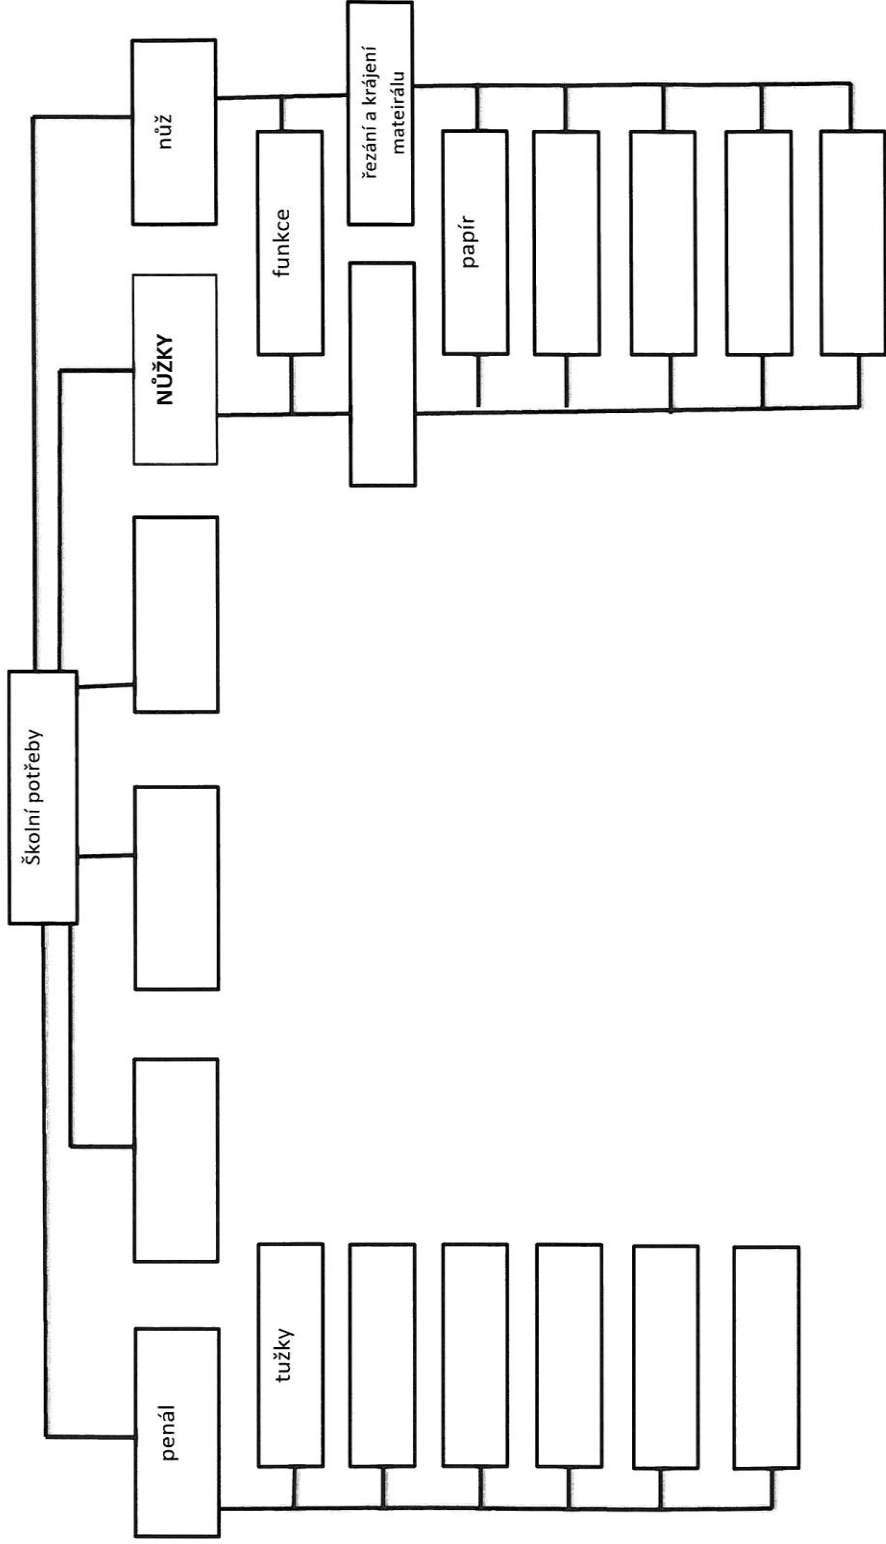 Školní potřeby
penál
NŮŽKY
nůž
tužky
funkce
řezání a krájení
mateirálu
papír